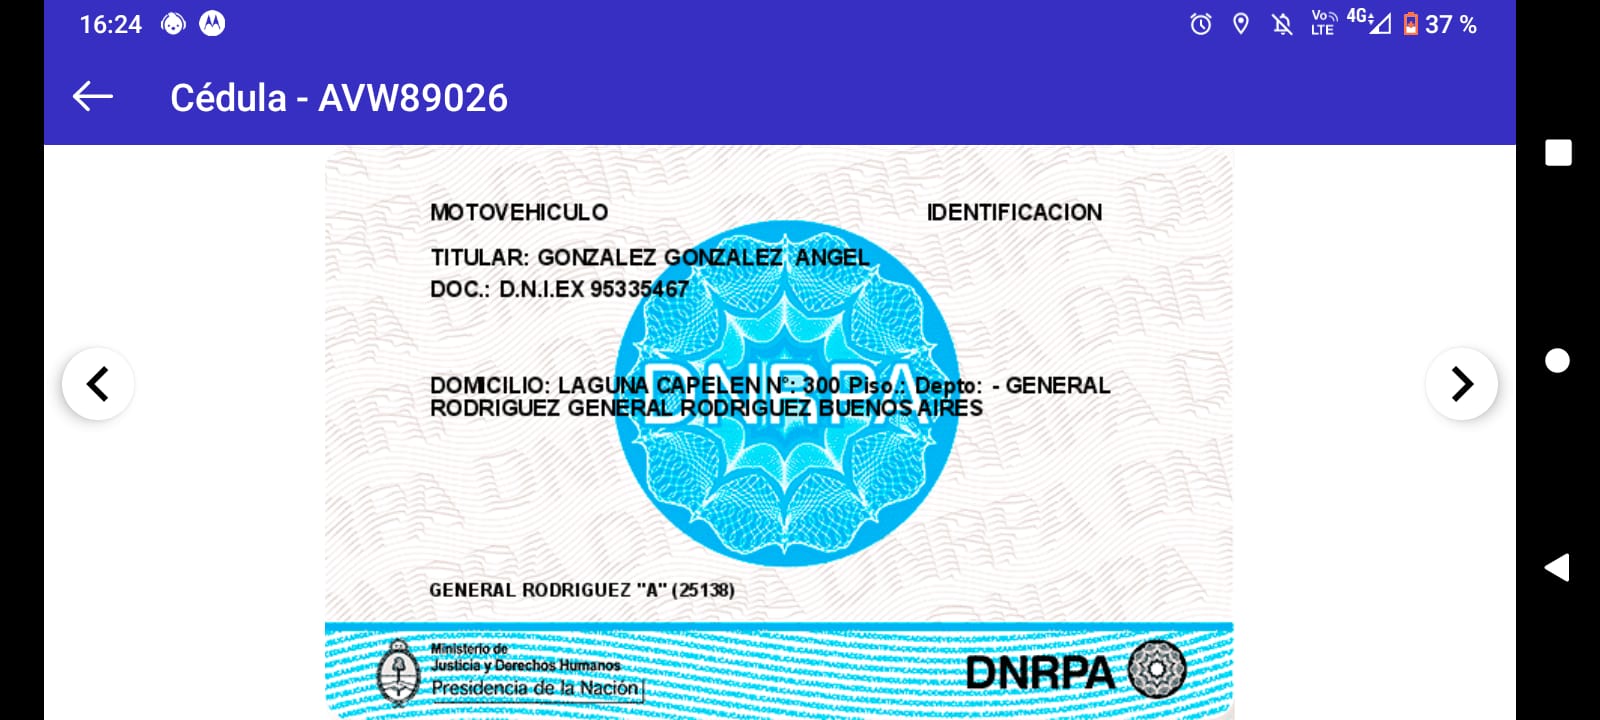 16:24 Vo LTE 4G 37 %
Cédula - AVW89026
MOTOVEHICULO IDENTIFICACION
TITULAR: GONZALEZ GONZALEZ ANGEL
DOC.: D.N.I.EX 95335467
DOMICILIO: LAGUNA CAPELEN N°: 300 Piso.: Depto: - GENERAL
RODRIGUEZ GENERAL RODRIGUEZ BUENOS AIRES
DNRPA
GENERAL RODRIGUEZ "A" (25138)
Ministerio de
Justicia y Derechos Humanos
Presidencia de la Nación
DNRPA